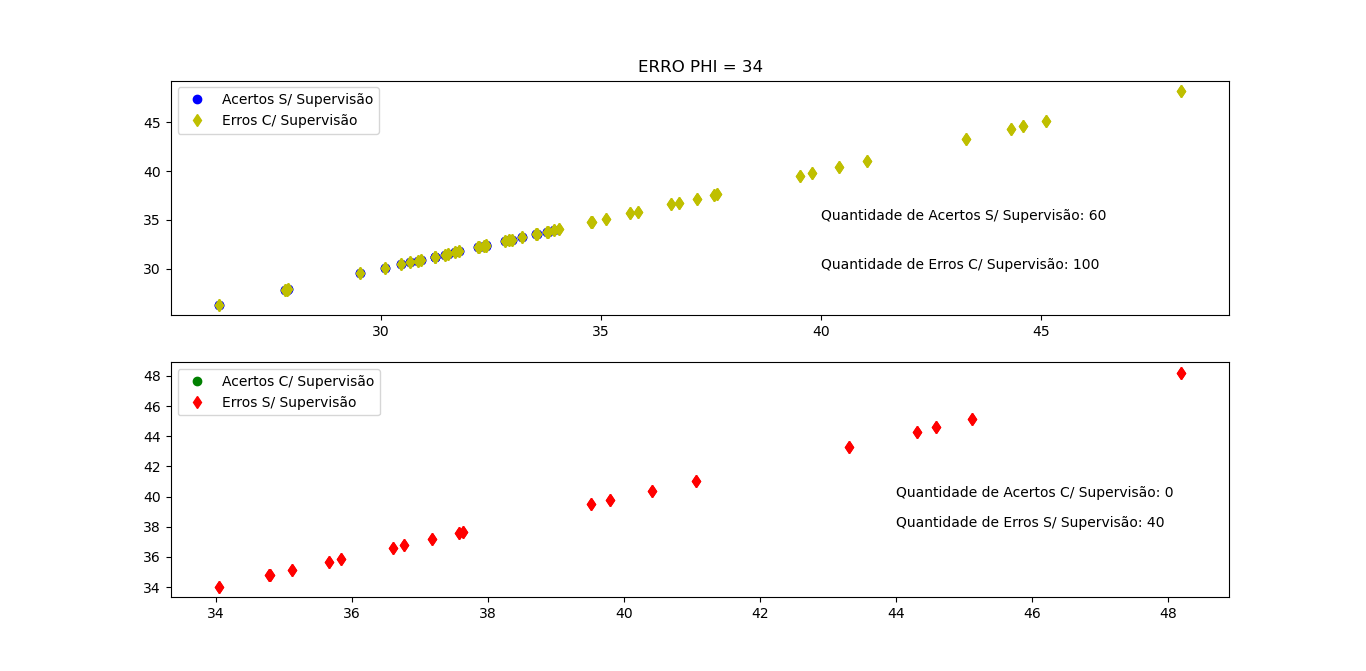 ERRO PHI = 34
Acertos S/ Supervisão
Erros C/ Supervisão
45
40
35
30
Quantidade de Acertos S/ Supervisão: 60
Quantidade de Erros C/ Supervisão: 100
30 35 40 45
Acertos C/ Supervisão
Erros S/ Supervisão
48
46
44
42
40
38
36
34
Quantidade de Acertos C/ Supervisão: 0
Quantidade de Erros S/ Supervisão: 40
34 36 38 40 42 44 46 48